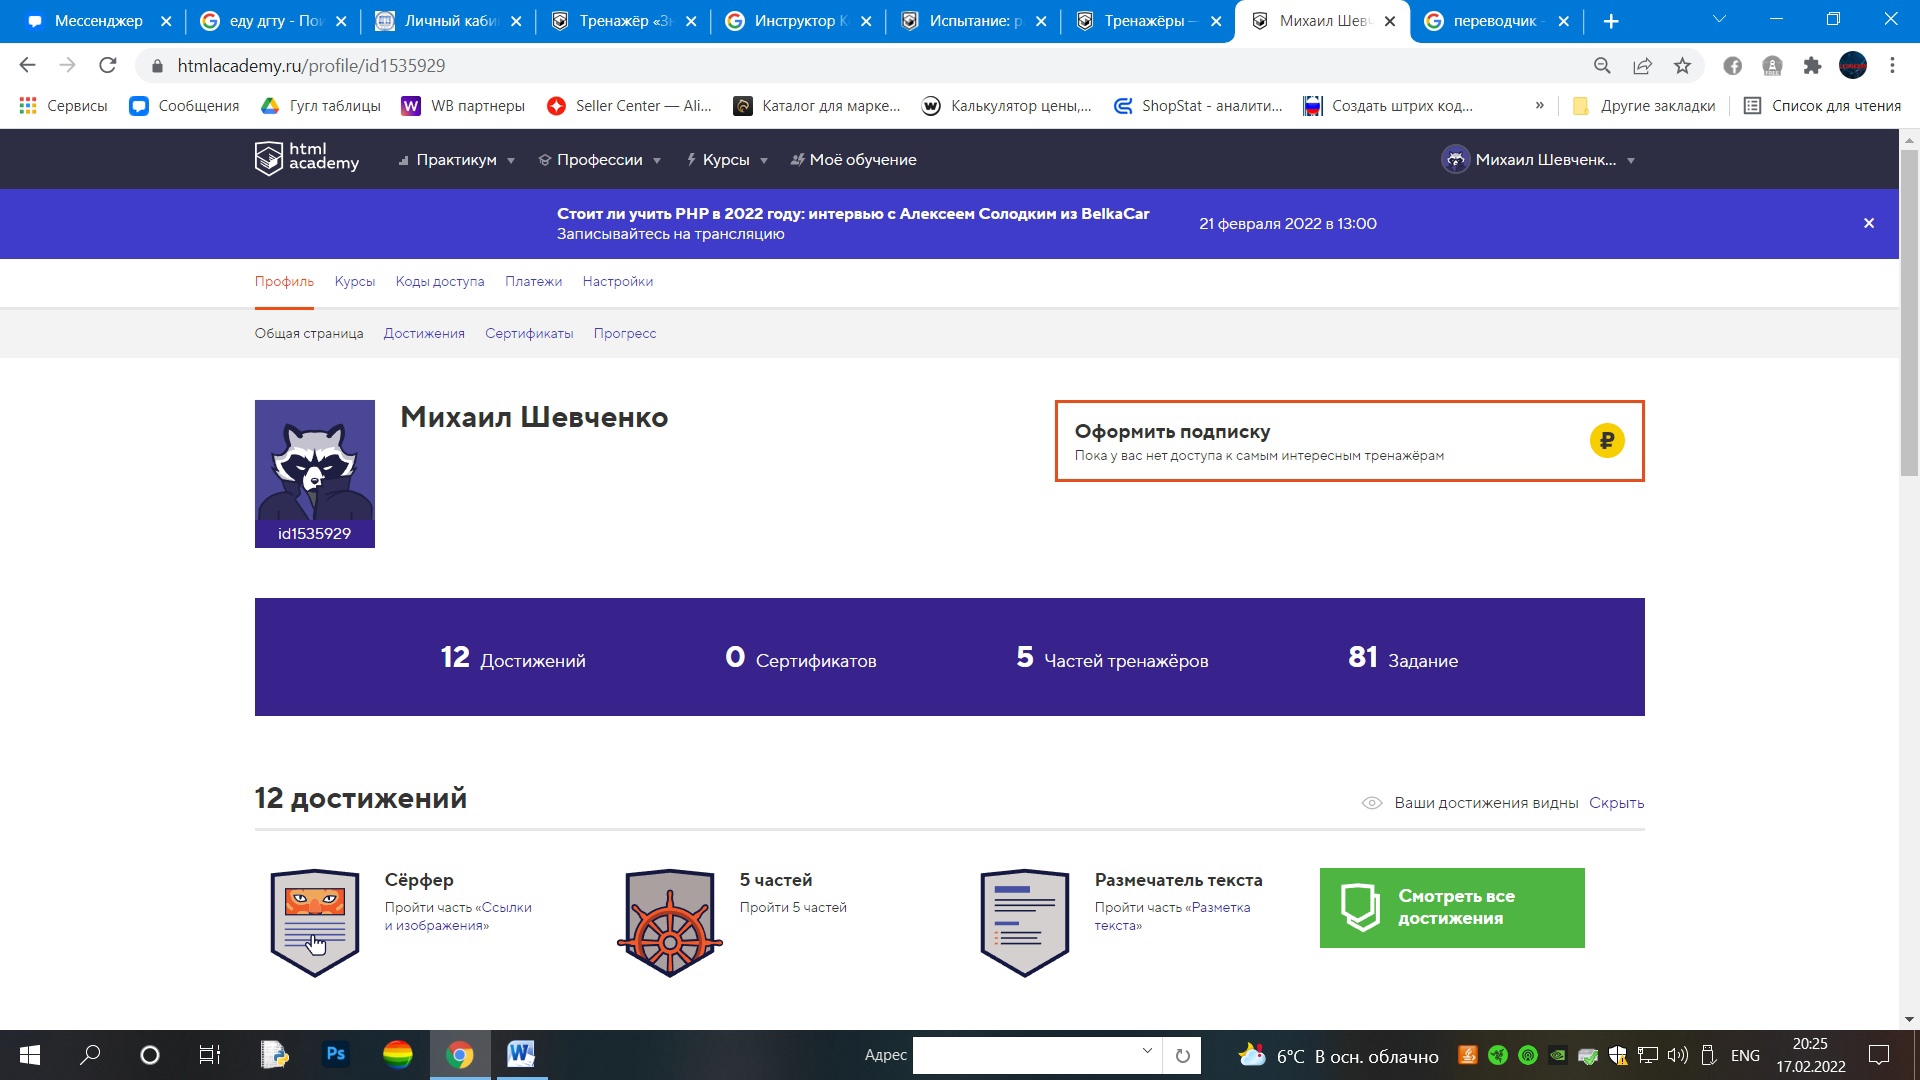 Мессенджер
еду дгту - Пои
Личный каби
Тренажёр «Зн
Инструктор К
Испытание: р
Тренажёры —
Михаил Шевч
переводчик -
htmlacademy.ru/profile/id1535929
Сервисы
Сообщения
Гугл таблицы
WB партнеры
Seller Center — Ali...
Каталог для марке...
Калькулятор цены,...
ShopStat - аналити...
Создать штрих код...
»
Другие закладки
Список для чтения
html
academy
Практикум
Профессии
Курсы
Моё обучение
Михаил Шевченк...
Стоит ли учить PHP в 2022 году: интервью с Алексеем Солодким из BelkaCar
Записывайтесь на трансляцию
21 февраля 2022 в 13:00
Профиль
Курсы
Коды доступа
Платежи
Настройки
Общая страница
Достижения
Сертификаты
Прогресс
Михаил Шевченко
id1535929
Оформить подписку
Пока у вас нет доступа к самым интересным тренажёрам
₽
12 Достижений
0 Сертификатов
5 Частей тренажёров
81 Задание
12 достижений
Ваши достижения видны Скрыть
Сёрфер
Пройти часть «Ссылки
и изображения»
5 частей
Пройти 5 частей
Размечатель текста
Пройти часть «Разметка
текста»
Смотреть все
достижения
Ps
W
Адрес
6°C В осн. облачно
ENG
20:25
17.02.2022